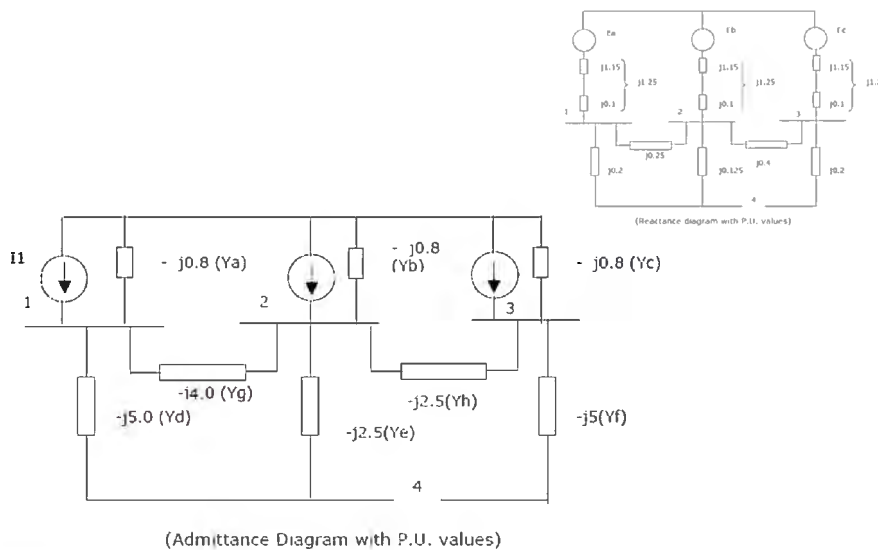 Ea
Eb
Ec
j1.15
j1.25
j0.1
j1.15
j1.25
j0.1
j1.15
j1.
j0.1
1
2
3
j0.25
j0.4
j0.2
j0.125
j0.2
4
(Reactance diagram with P.U. values)
I1
- j0.8 (Ya)
- j0.8
(Yb)
- j0.8 (Yc)
1
2
3
-j4.0 (Yg)
-j2.5(Yh)
-j5.0 (Yd)
-j2.5(Ye)
-j5(Yf)
4
(Admittance Diagram with P.U. values)